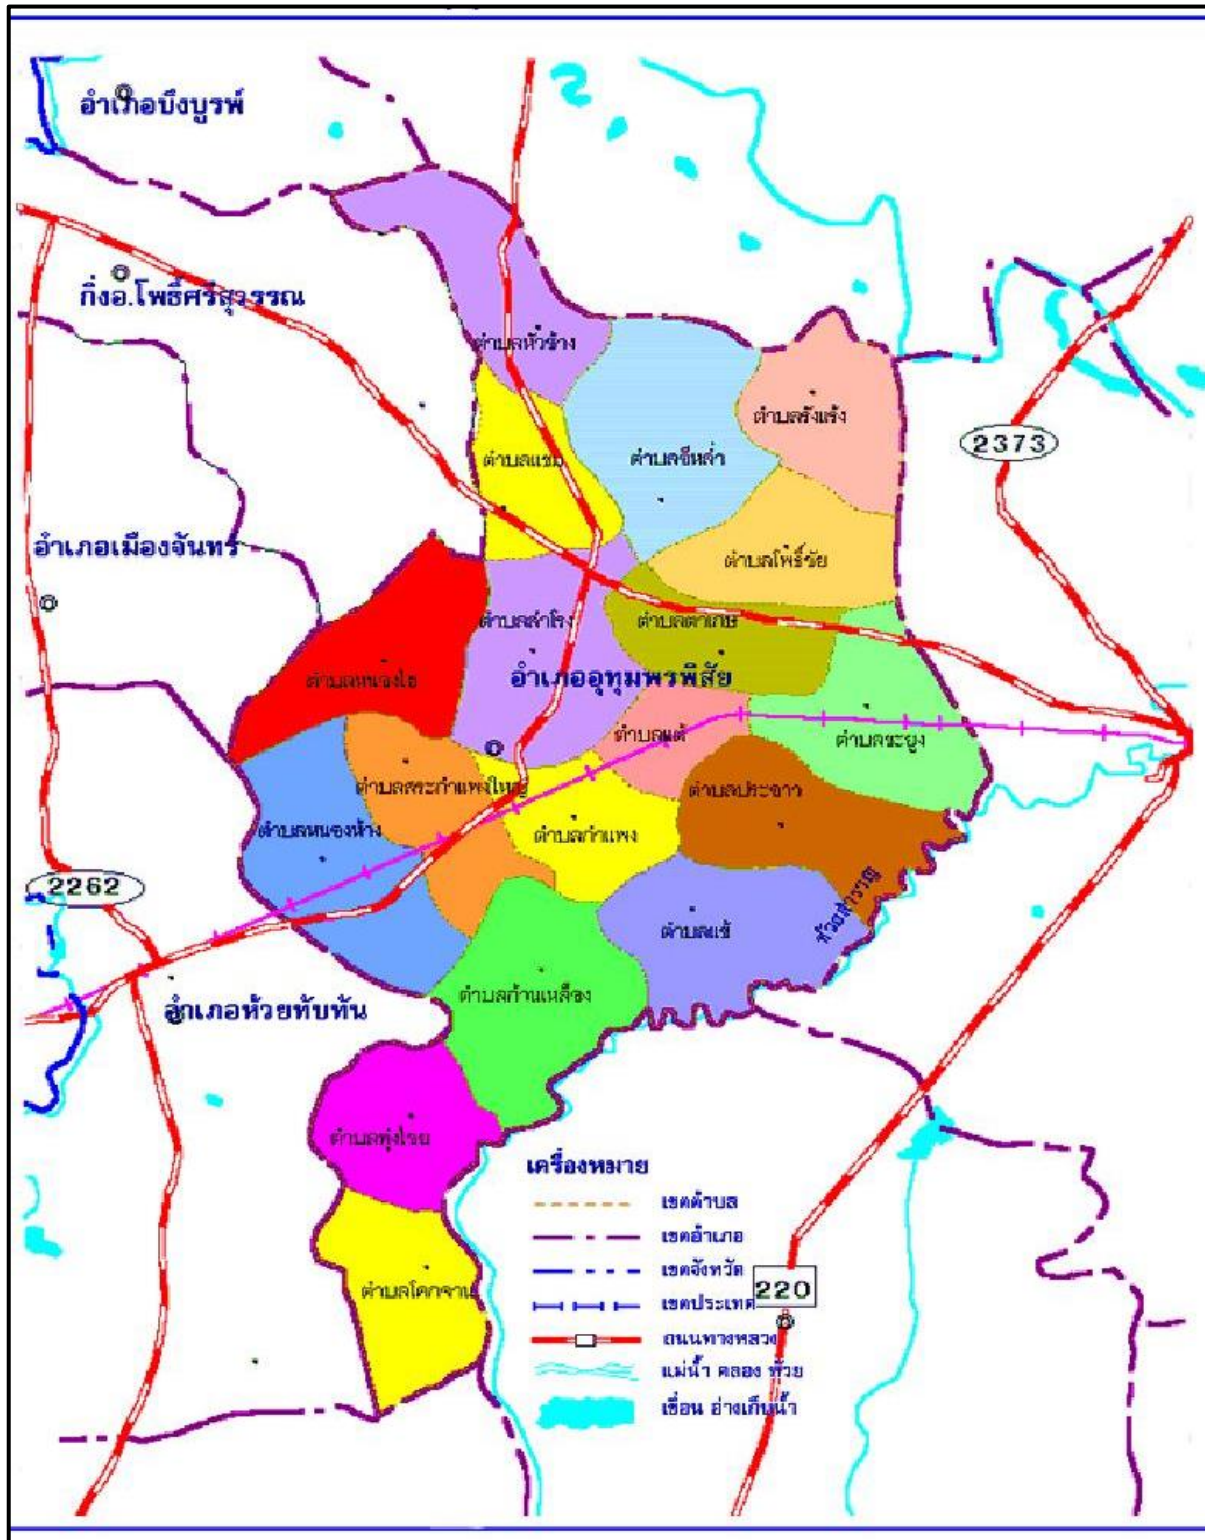 อำเภอบึงบูรพ์
กิ่งอ.โพธิ์ศรีสุวรรณ
ตำบลหัวช้าง
ตำบลรังแร้ง
2373
ตำบลแขม
ตำบลอีหล่ำ
อำเภอเมืองจันทร์
ตำบลโพธิ์ชัย
ตำบลสำโรง
ตำบลตาเกษ
ตำบลหนองไฮ
อำเภออุทุมพรพิสัย
ตำบลแต้
ตำบลขะยูง
ตำบลสระกำแพงใหญ่
ตำบลปะอาว
ตำบลหนองห้าง
ตำบลกำแพง
2262
ตำบลแข้
ห้วยสำราญ
ตำบลก้านเหลือง
อำเภอห้วยทับทัน
ตำบลทุ่งไชย
ตำบลโคกจาน
เครื่องหมาย
เขตตำบล
เขตอำเภอ
เขตจังหวัด
เขตประเทศ
220
ถนนทางหลวง
แม่น้ำ คลอง ห้วย
เขื่อน อ่างเก็บน้ำ